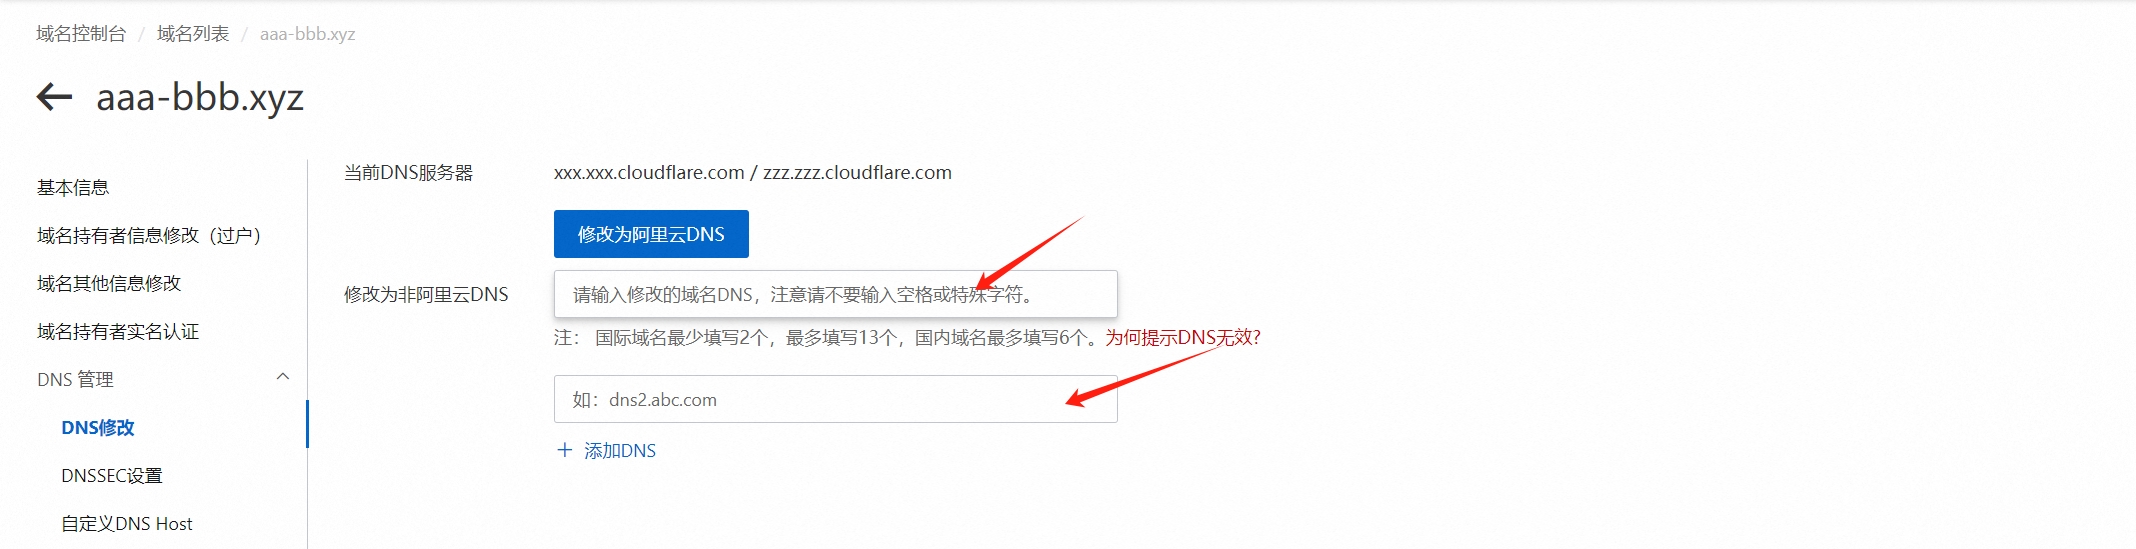 域名控制台 / 域名列表 / aaa-bbb.xyz
aaa-bbb.xyz
基本信息
域名持有者信息修改（过户）
域名其他信息修改
域名持有者实名认证
DNS 管理
DNS修改
DNSSEC设置
自定义DNS Host
当前DNS服务器 xxx.xxx.cloudflare.com / zzz.zzz.cloudflare.com
修改为阿里云DNS
修改为非阿里云DNS 请输入修改的域名DNS，注意请不要输入空格或特殊字符。
注： 国际域名最少填写2个，最多填写13个，国内域名最多填写6个。为何提示DNS无效?
如：dns2.abc.com
+ 添加DNS